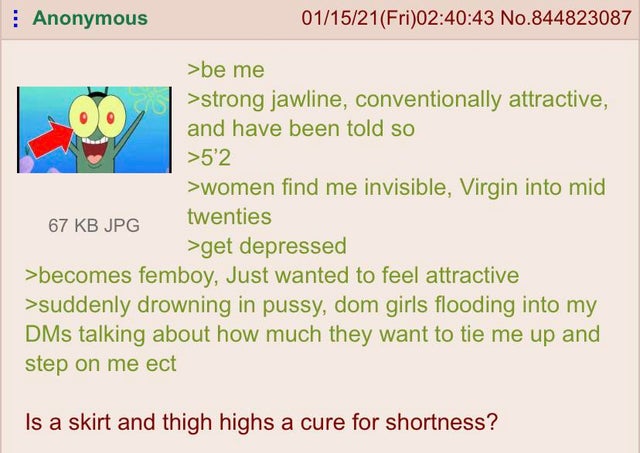 Anonymous 01/15/21(Fri)02:40:43 No.844823087
>be me
>strong jawline, conventionally attractive,
and have been told so
>5’2
>women find me invisible, Virgin into mid
twenties
67 KB JPG
>get depressed
>becomes femboy, Just wanted to feel attractive
>suddenly drowning in pussy, dom girls flooding into my
DMs talking about how much they want to tie me up and
step on me ect
Is a skirt and thigh highs a cure for shortness?